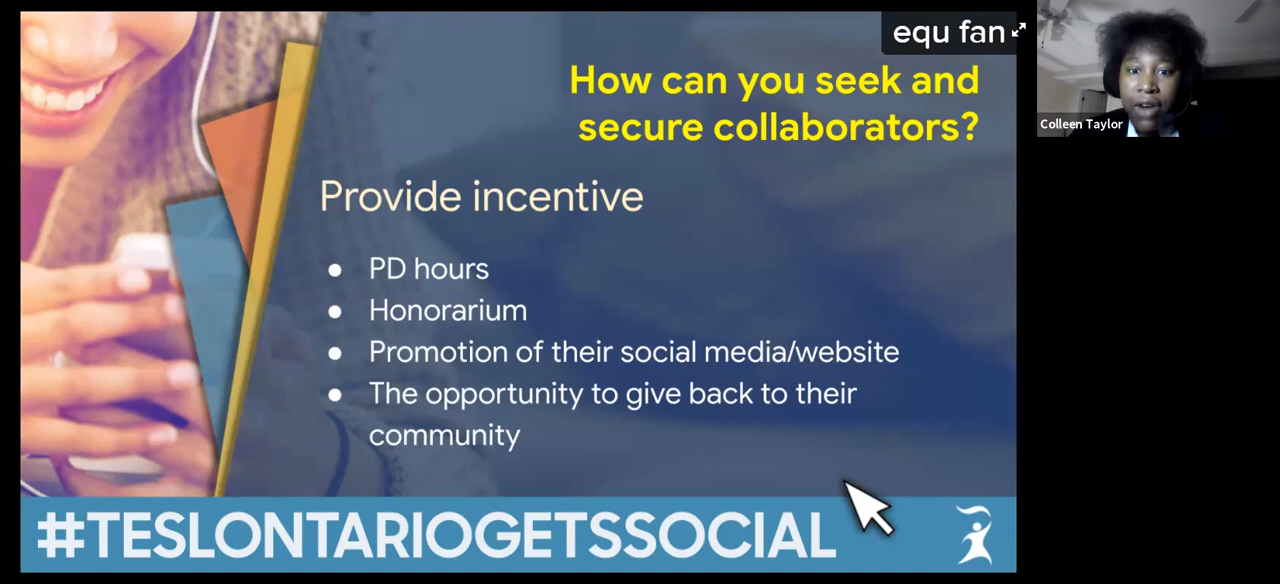 equ fan
How can you seek and
secure collaborators?
Provide incentive
● PD hours
● Honorarium
● Promotion of their social media/website
● The opportunity to give back to their
community
#TESLONTARIOGETSSOCIAL
Colleen Taylor